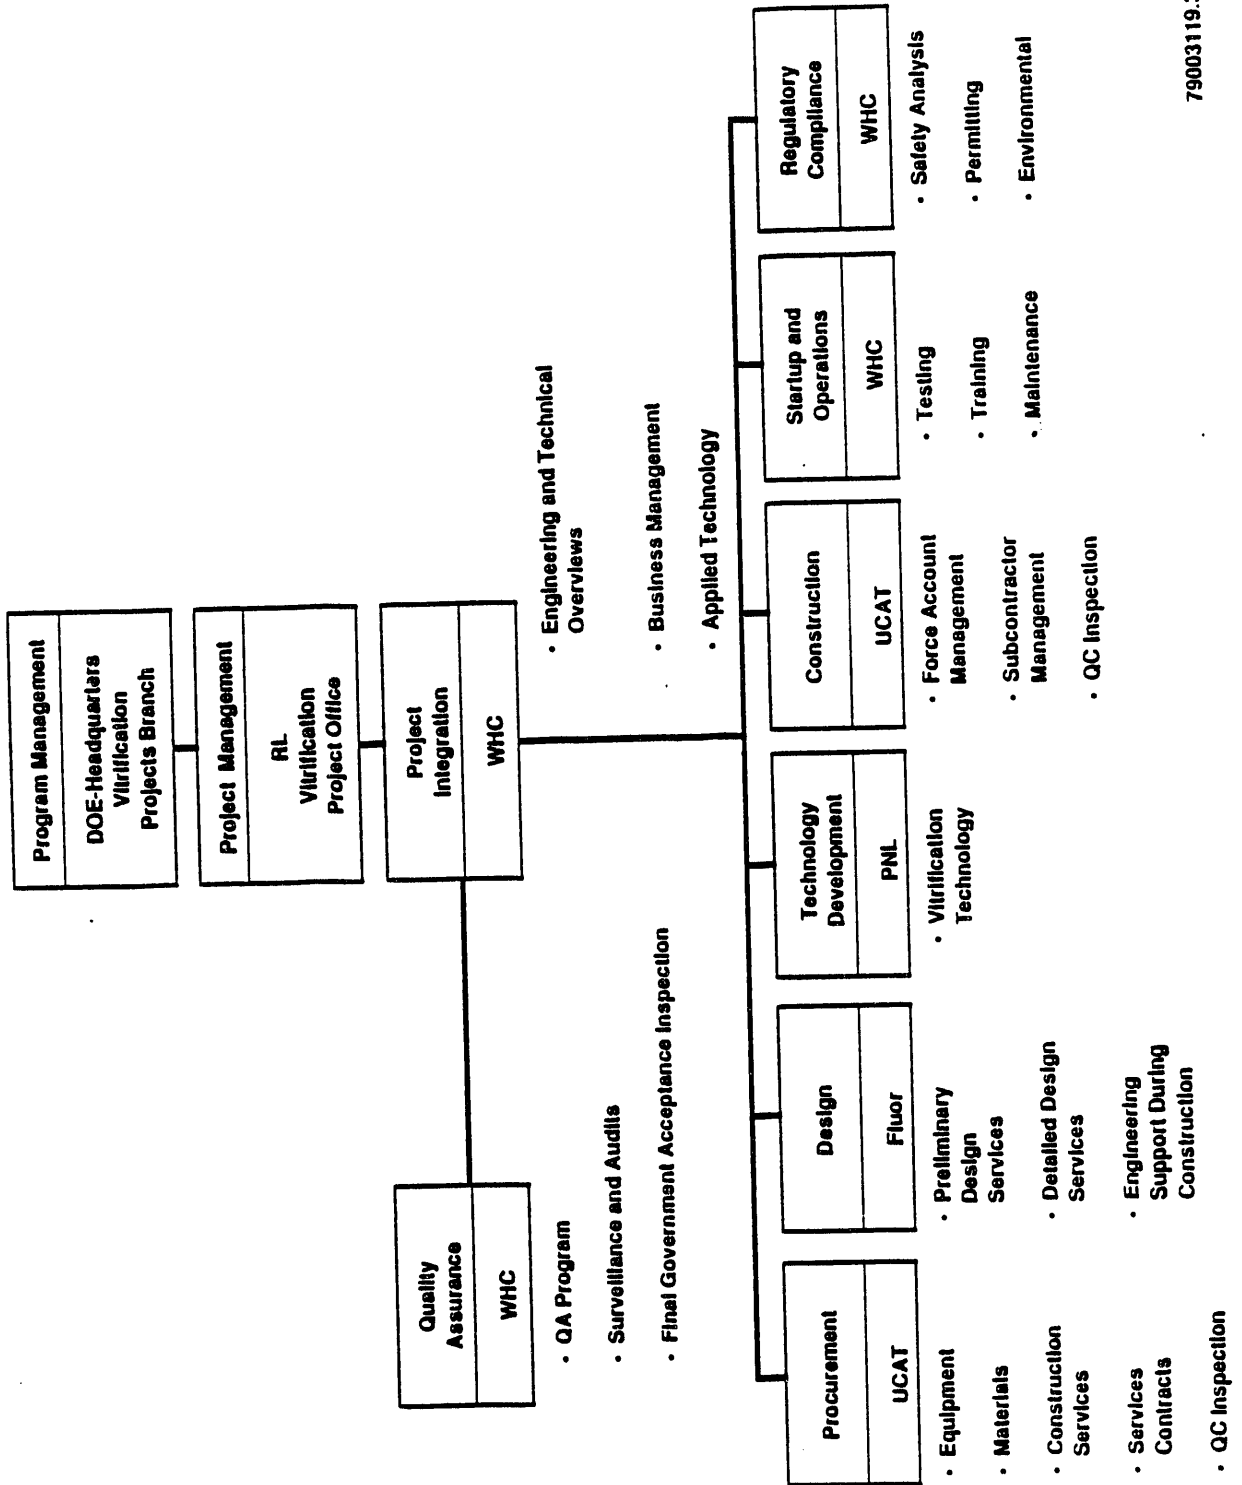 Program Management
DOE-Headquarters
Vitrification
Projects Branch
Project Management
RL
Vitrification
Project Office
Project
Integration
WHC
• Engineering and Technical
Overviews
• Business Management
• Applied Technology
Quality
Assurance
WHC
• QA Program
• Surveillance and Audits
• Final Government Acceptance Inspection
Procurement
UCAT
• Equipment
• Materials
• Construction
Services
• Services
Contracts
• QC Inspection
Design
Fluor
• Preliminary
Design
Services
• Detailed Design
Services
• Engineering
Support During
Construction
Technology
Development
PNL
• Vitrification
Technology
Construction
UCAT
• Force Account
Management
• Subcontractor
Management
• QC Inspection
Startup and
Operations
WHC
• Testing
• Training
• Maintenance
Regulatory
Compliance
WHC
• Safety Analysis
• Permitting
• Environmental
79003119.